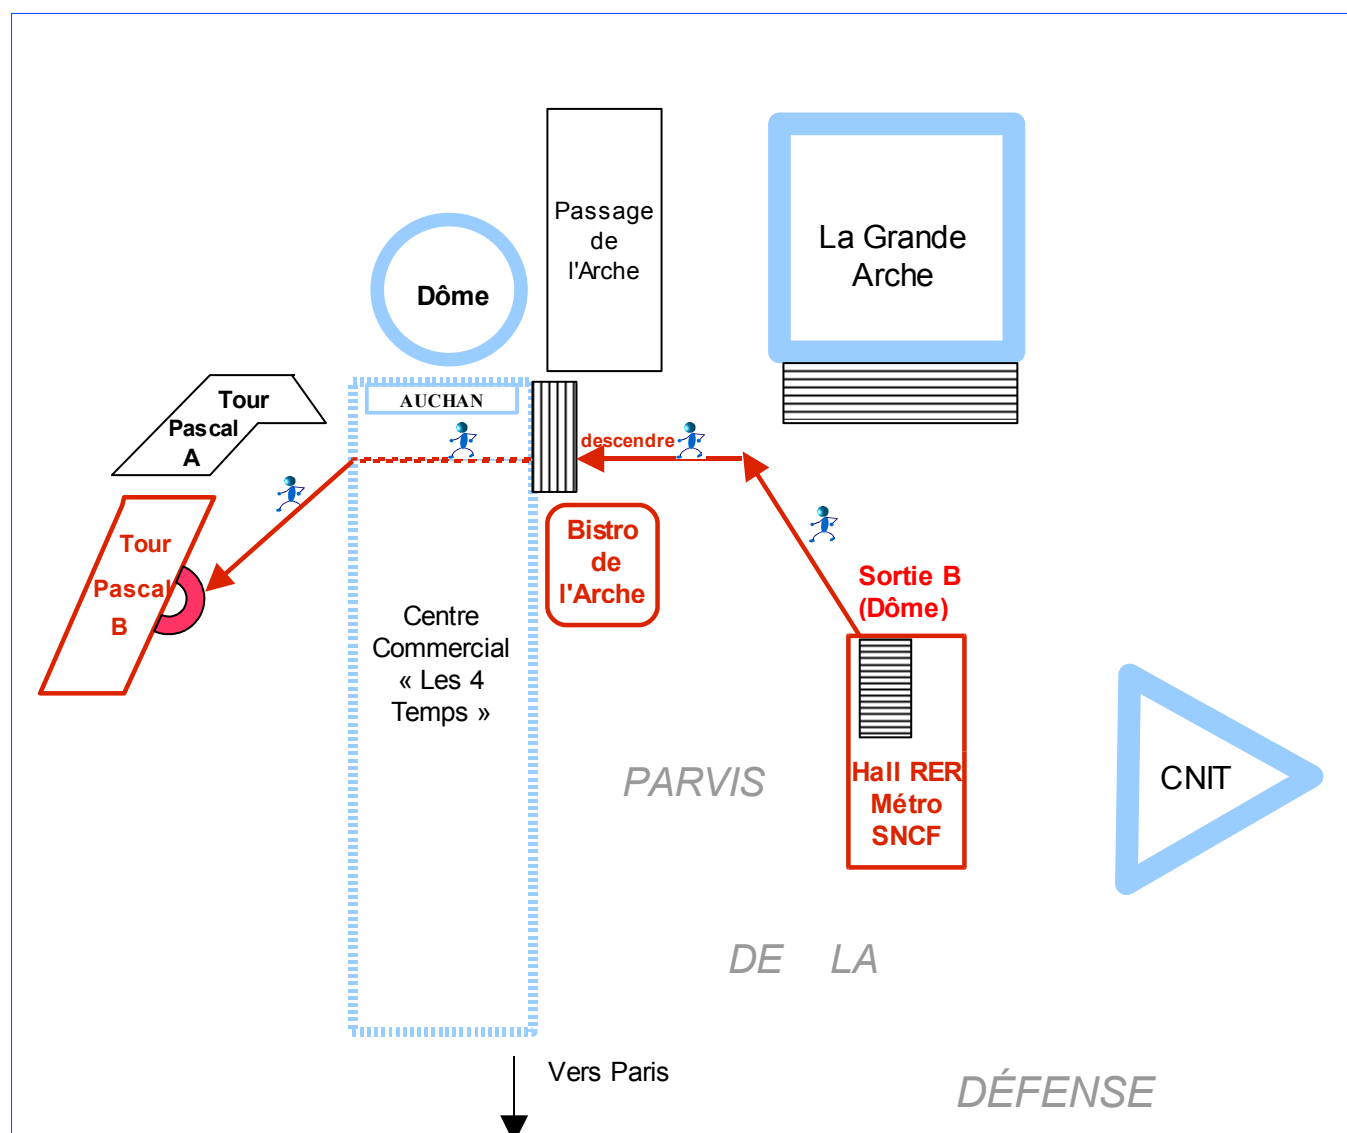 Passage
de
l'Arche
La Grande
Arche
Dôme
AUCHAN
Tour
Pascal
A
descendre
Bistro
de
l'Arche
Tour
Pascal
B
Sortie B
(Dôme)
Centre
Commercial
« Les 4
Temps »
Hall RER
Métro
SNCF
CNIT
PARVIS
DE LA
DÉFENSE
Vers Paris